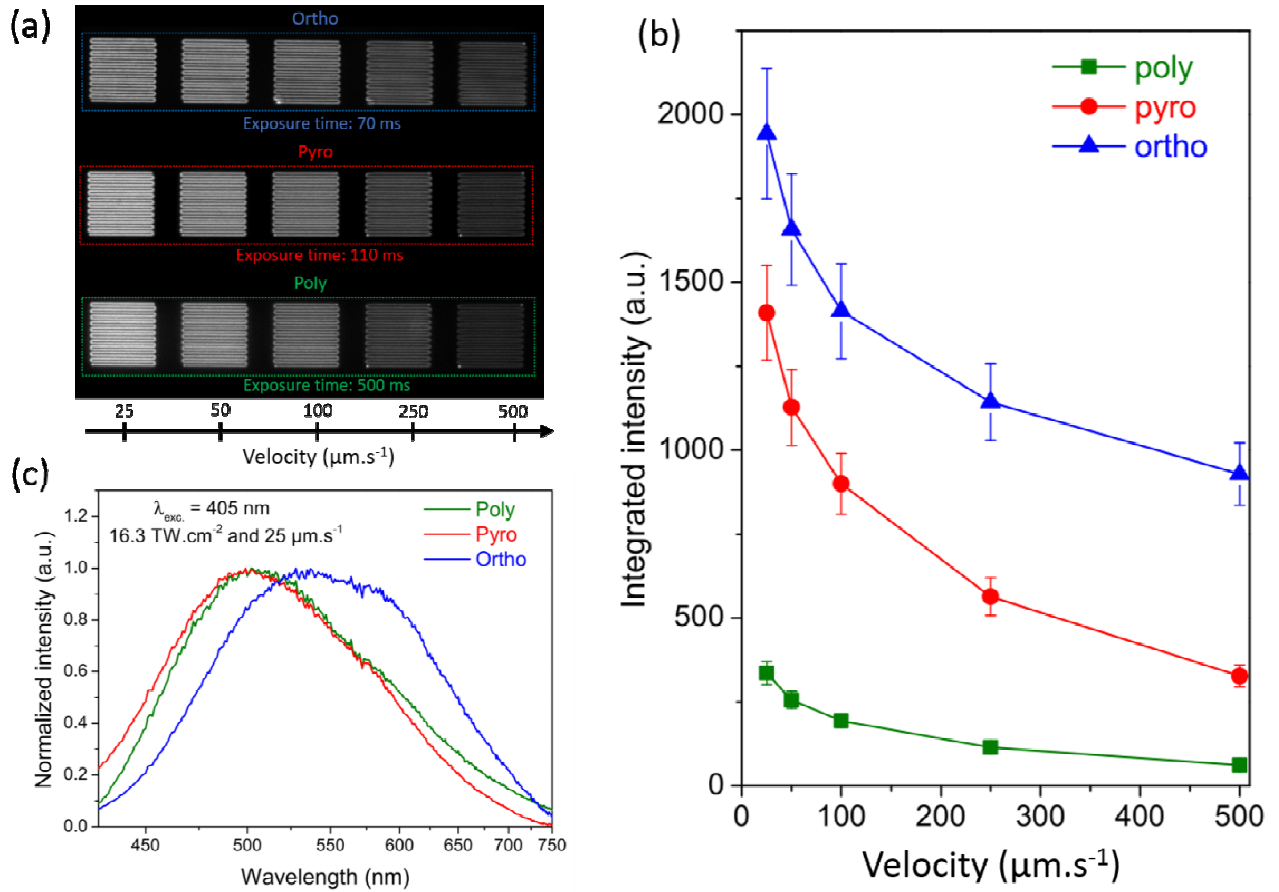 (a)
Ortho
Exposure time: 70 ms
Pyro
Exposure time: 110 ms
Poly
Exposure time: 500 ms
25 50 100 250 500
Velocity (µm.s⁻¹)
(b)
poly
pyro
ortho
2000
1500
1000
500
0
Integrated intensity (a.u.)
0 100 200 300 400 500
Velocity (µm.s⁻¹)
(c)
λexc. = 405 nm
16.3 TW.cm⁻² and 25 µm.s⁻¹
Poly
Pyro
Ortho
1.2
1.0
0.8
0.6
0.4
0.2
0.0
Normalized intensity (a.u.)
450 500 550 600 650 700 750
Wavelength (nm)